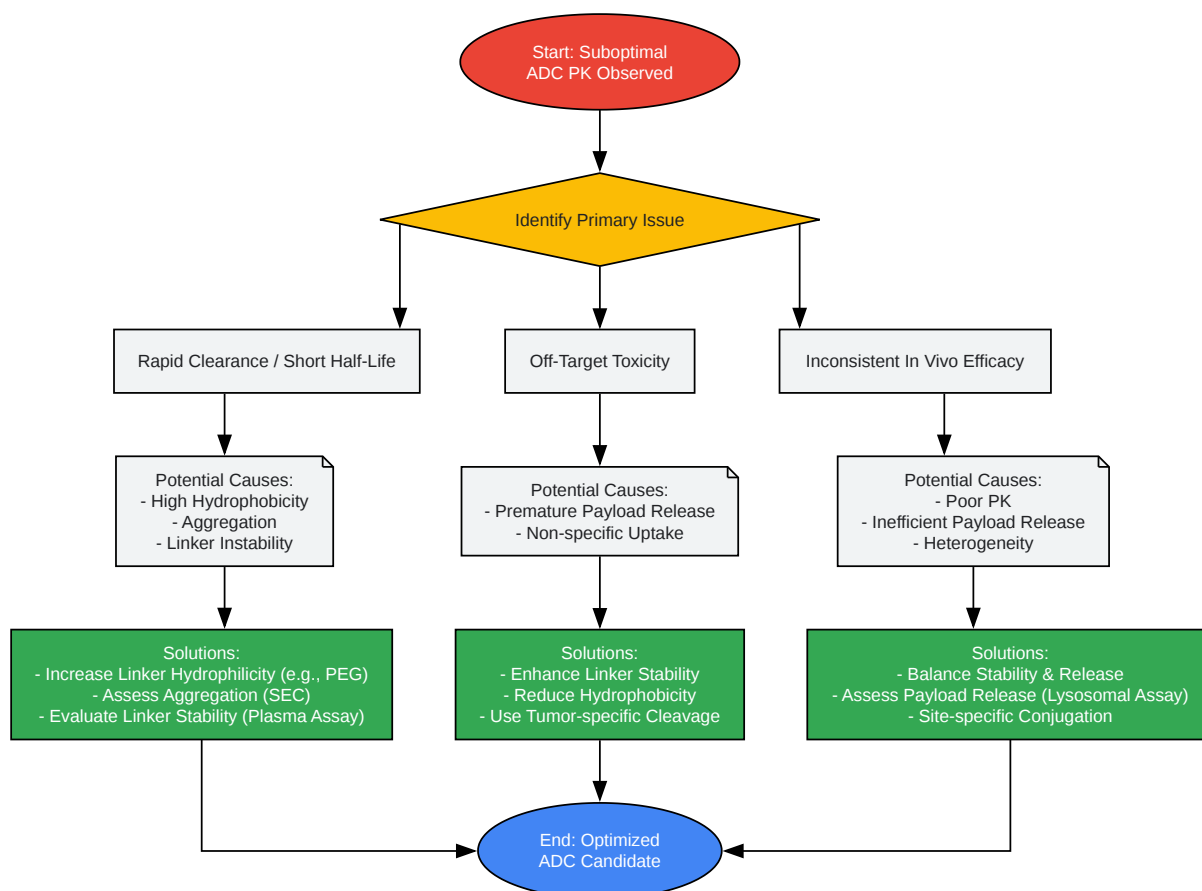 Start: Suboptimal
ADC PK Observed
Identify Primary Issue
Rapid Clearance / Short Half-Life
Off-Target Toxicity
Inconsistent In Vivo Efficacy
Potential Causes:
- High Hydrophobicity
- Aggregation
- Linker Instability
Potential Causes:
- Premature Payload Release
- Non-specific Uptake
Potential Causes:
- Poor PK
- Inefficient Payload Release
- Heterogeneity
Solutions:
- Increase Linker Hydrophilicity (e.g., PEG)
- Assess Aggregation (SEC)
- Evaluate Linker Stability (Plasma Assay)
Solutions:
- Enhance Linker Stability
- Reduce Hydrophobicity
- Use Tumor-specific Cleavage
Solutions:
- Balance Stability & Release
- Assess Payload Release (Lysosomal Assay)
- Site-specific Conjugation
End: Optimized
ADC Candidate